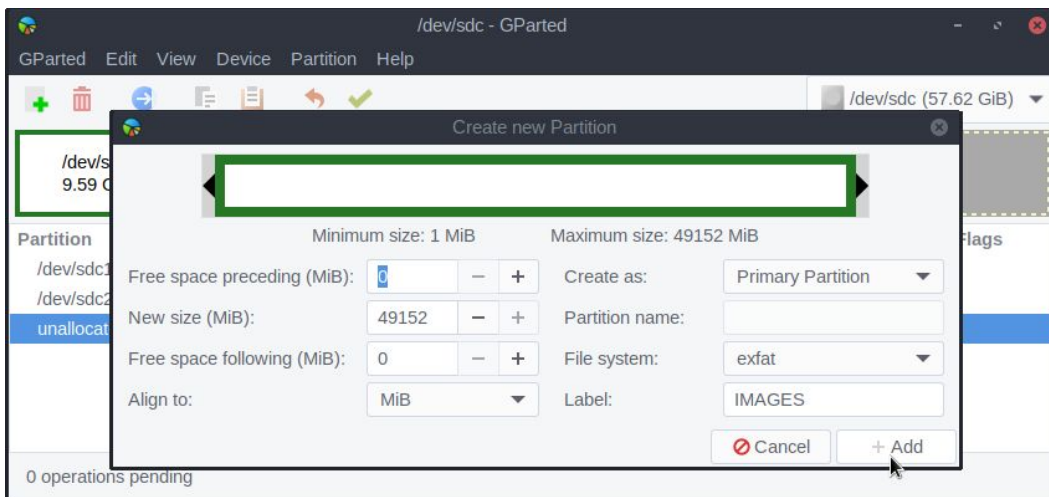 /dev/sdc - GParted
GParted Edit View Device Partition Help
/dev/sdc (57.62 GiB)
Create new Partition
/dev/s
9.59 G
Minimum size: 1 MiB Maximum size: 49152 MiB
Partition Flags
/dev/sdc1
/dev/sdc2
unallocat
Free space preceding (MiB): 0 Create as: Primary Partition
New size (MiB): 49152 Partition name:
Free space following (MiB): 0 File system: exfat
Align to: MiB Label: IMAGES
Cancel Add
0 operations pending